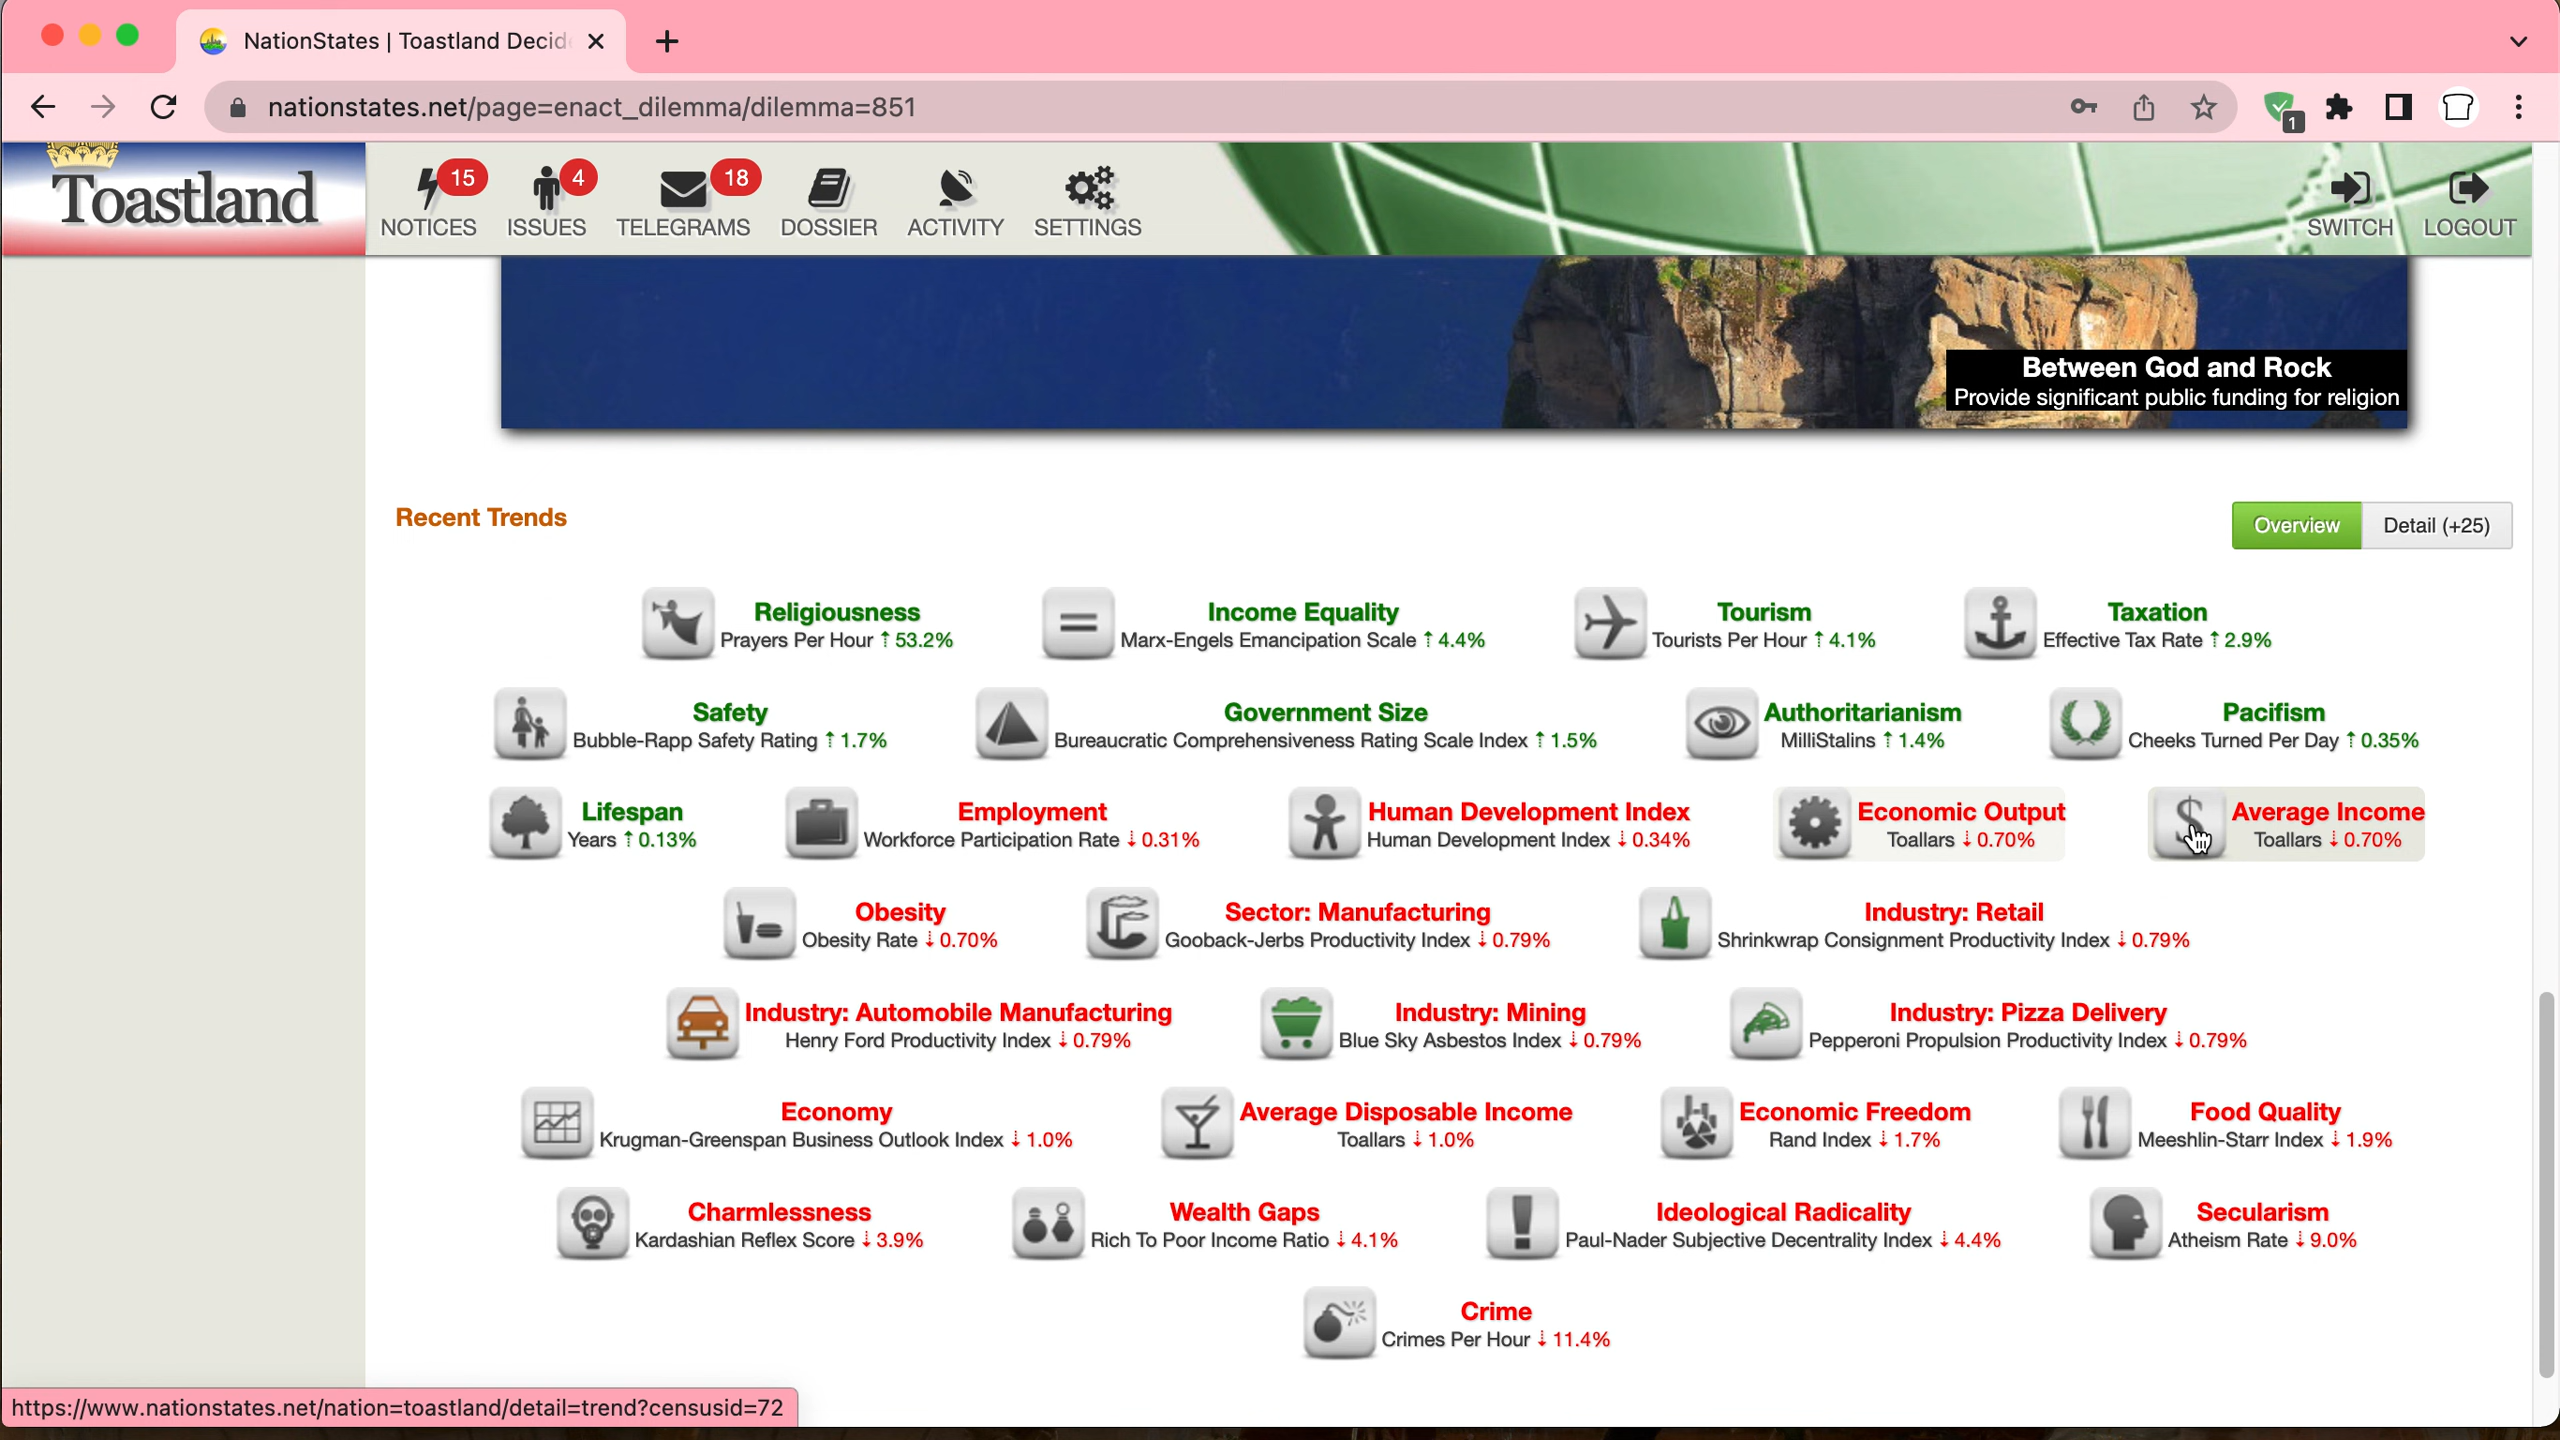 NationStates | Toastland Decid
nationstates.net/page=enact_dilemma/dilemma=851
1
Toastland
15
4
18
NOTICES ISSUES TELEGRAMS DOSSIER ACTIVITY SETTINGS SWITCH LOGOUT
Between God and Rock
Provide significant public funding for religion
Recent Trends
Overview Detail (+25)
Religiousness
Prayers Per Hour ⇡ 53.2%
Income Equality
Marx-Engels Emancipation Scale ⇡ 4.4%
Tourism
Tourists Per Hour ⇡ 4.1%
Taxation
Effective Tax Rate ⇡ 2.9%
Safety
Bubble-Rapp Safety Rating ⇡ 1.7%
Government Size
Bureaucratic Comprehensiveness Rating Scale Index ⇡ 1.5%
Authoritarianism
MilliStalins ⇡ 1.4%
Pacifism
Cheeks Turned Per Day ⇡ 0.35%
Lifespan
Years ⇡ 0.13%
Employment
Workforce Participation Rate ⇣ 0.31%
Human Development Index
Human Development Index ⇣ 0.34%
Economic Output
Toallars ⇣ 0.70%
Average Income
Toallars ⇣ 0.70%
Obesity
Obesity Rate ⇣ 0.70%
Sector: Manufacturing
Gooback-Jerbs Productivity Index ⇣ 0.79%
Industry: Retail
Shrinkwrap Consignment Productivity Index ⇣ 0.79%
Industry: Automobile Manufacturing
Henry Ford Productivity Index ⇣ 0.79%
Industry: Mining
Blue Sky Asbestos Index ⇣ 0.79%
Industry: Pizza Delivery
Pepperoni Propulsion Productivity Index ⇣ 0.79%
Economy
Krugman-Greenspan Business Outlook Index ⇣ 1.0%
Average Disposable Income
Toallars ⇣ 1.0%
Economic Freedom
Rand Index ⇣ 1.7%
Food Quality
Meeshlin-Starr Index ⇣ 1.9%
Charmlessness
Kardashian Reflex Score ⇣ 3.9%
Wealth Gaps
Rich To Poor Income Ratio ⇣ 4.1%
Ideological Radicality
Paul-Nader Subjective Decentrality Index ⇣ 4.4%
Secularism
Atheism Rate ⇣ 9.0%
Crime
Crimes Per Hour ⇣ 11.4%
https://www.nationstates.net/nation=toastland/detail=trend?censusid=72